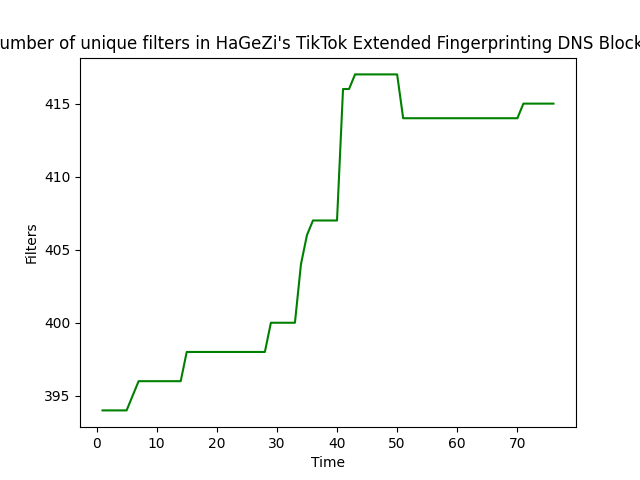 umber of unique filters in HaGeZi's TikTok Extended Fingerprinting DNS Block
415
410
405
400
395
Filters
0 10 20 30 40 50 60 70
Time